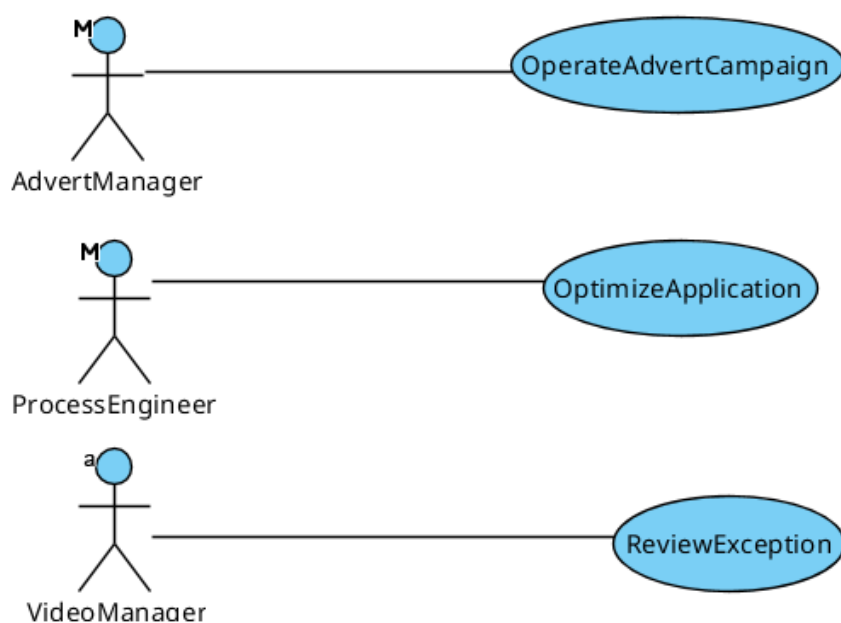 M
OperateAdvertCampaign
AdvertManager
M
OptimizeApplication
ProcessEngineer
a
ReviewException
VideoManager